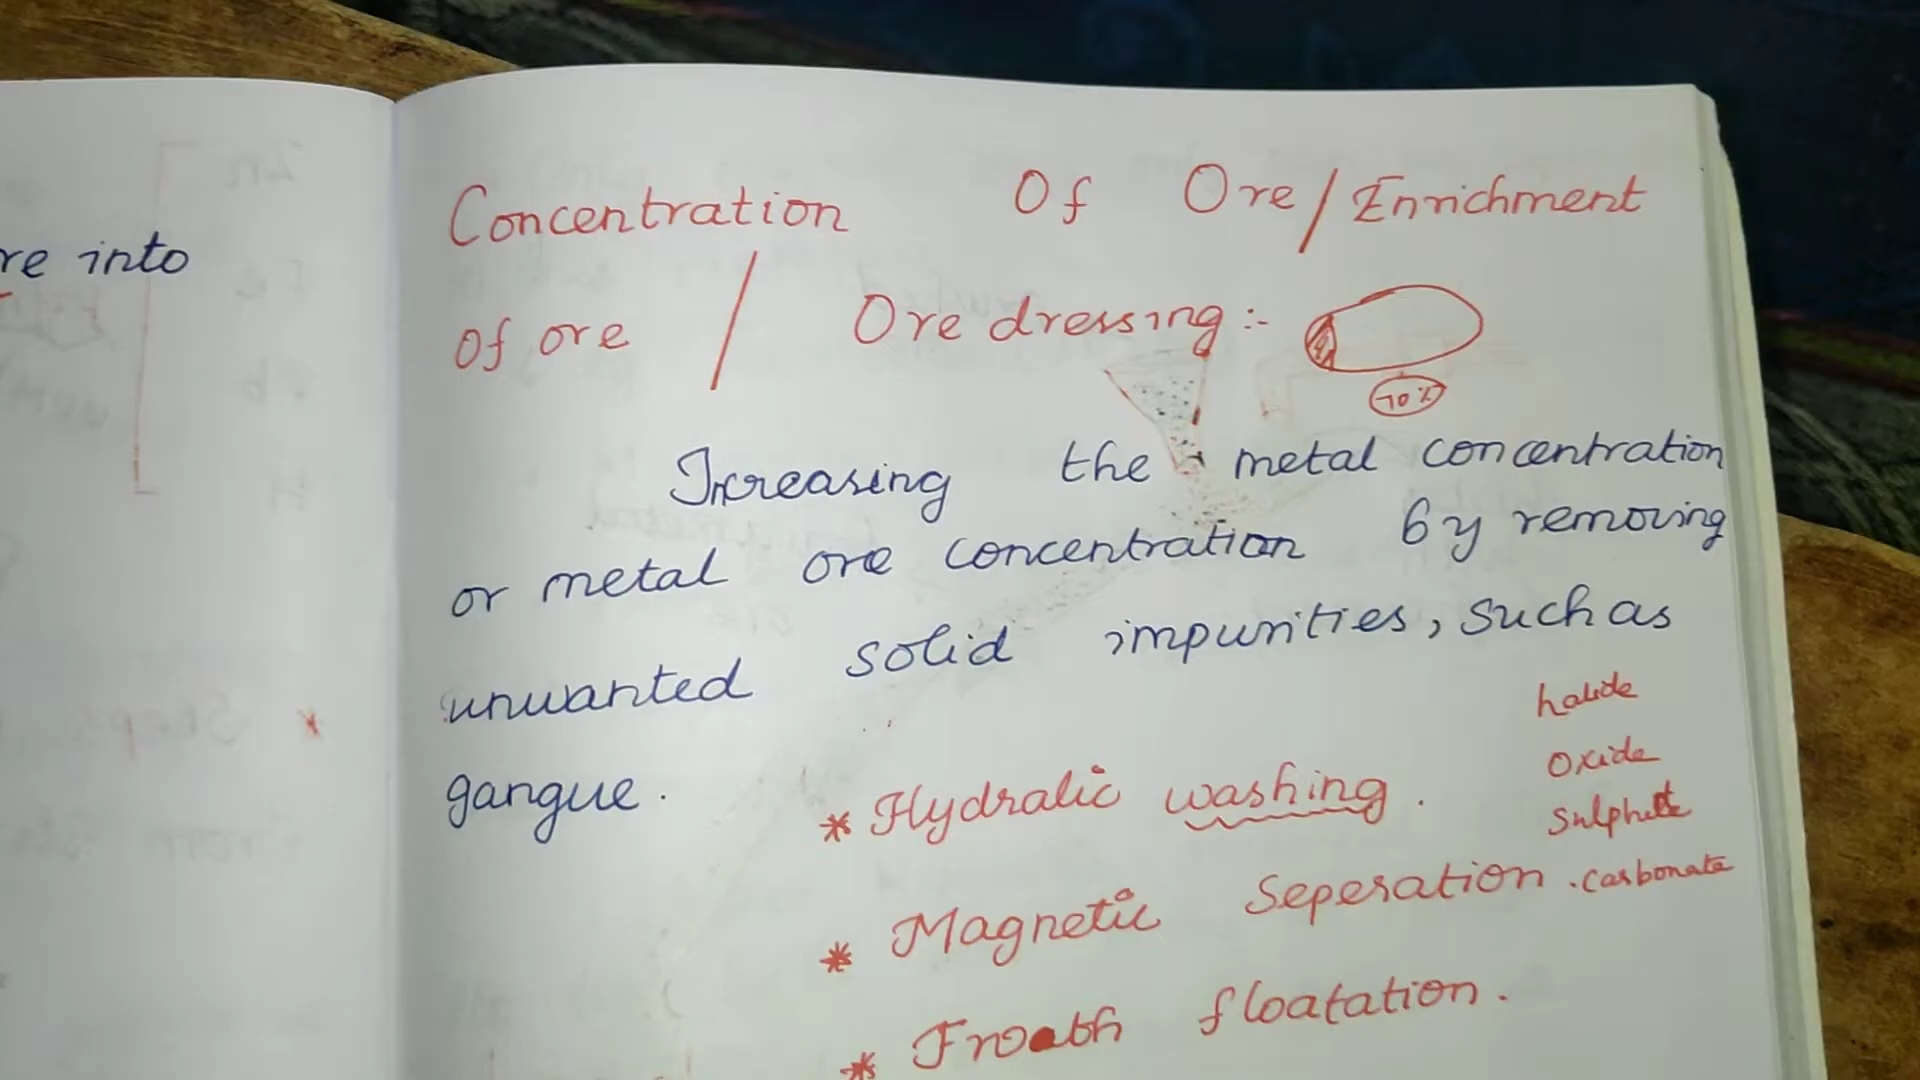 re into
Concentration Of Ore / Enrichment
Of ore / Ore dressing :-
70%
Increasing the metal concentration
or metal ore concentration by removing
unwanted solid impurities, such as
gangue.
halide
oxide
* Hydralic washing.
sulphate
* Magnetic Seperation. carbonate
* Froath floatation.